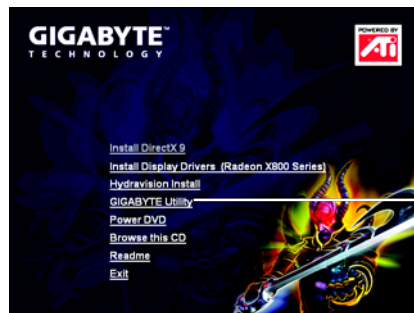 GIGABYTE™
TECHNOLOGY
POWERED BY
ATI
Install DirectX 9
Install Display Drivers (Radeon X800 Series)
Hydravision Install
GIGABYTE Utility
Power DVD
Browse this CD
Readme
Exit